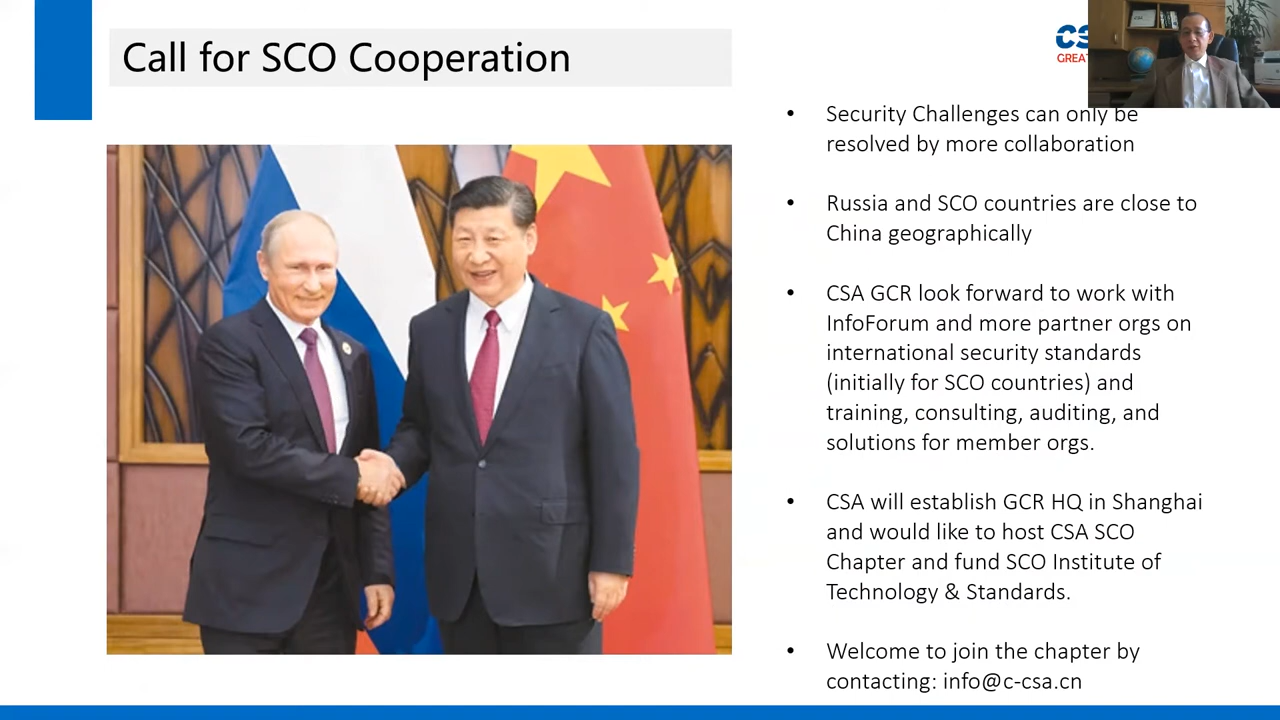 Call for SCO Cooperation
CS
GREAT
• Security Challenges can only be
resolved by more collaboration
• Russia and SCO countries are close to
China geographically
• CSA GCR look forward to work with
InfoForum and more partner orgs on
international security standards
(initially for SCO countries) and
training, consulting, auditing, and
solutions for member orgs.
• CSA will establish GCR HQ in Shanghai
and would like to host CSA SCO
Chapter and fund SCO Institute of
Technology & Standards.
• Welcome to join the chapter by
contacting: info@c-csa.cn